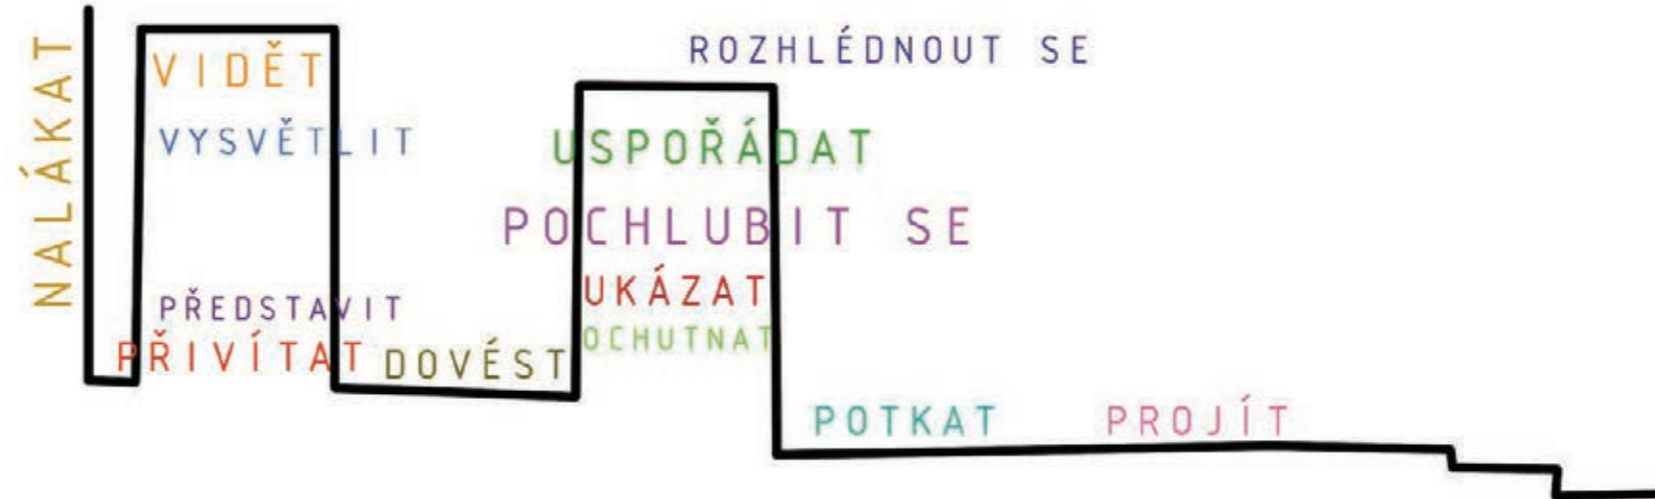 NALÁKAT
VIDĚT
VYSVĚTLIT
PŘEDSTAVIT
PŘIVÍTAT
DOVÉST
ROZHLÉDNOUT SE
USPOŘÁDAT
POCHLUBIT SE
UKÁZAT
OCHUTNAT
POTKAT
PROJÍT